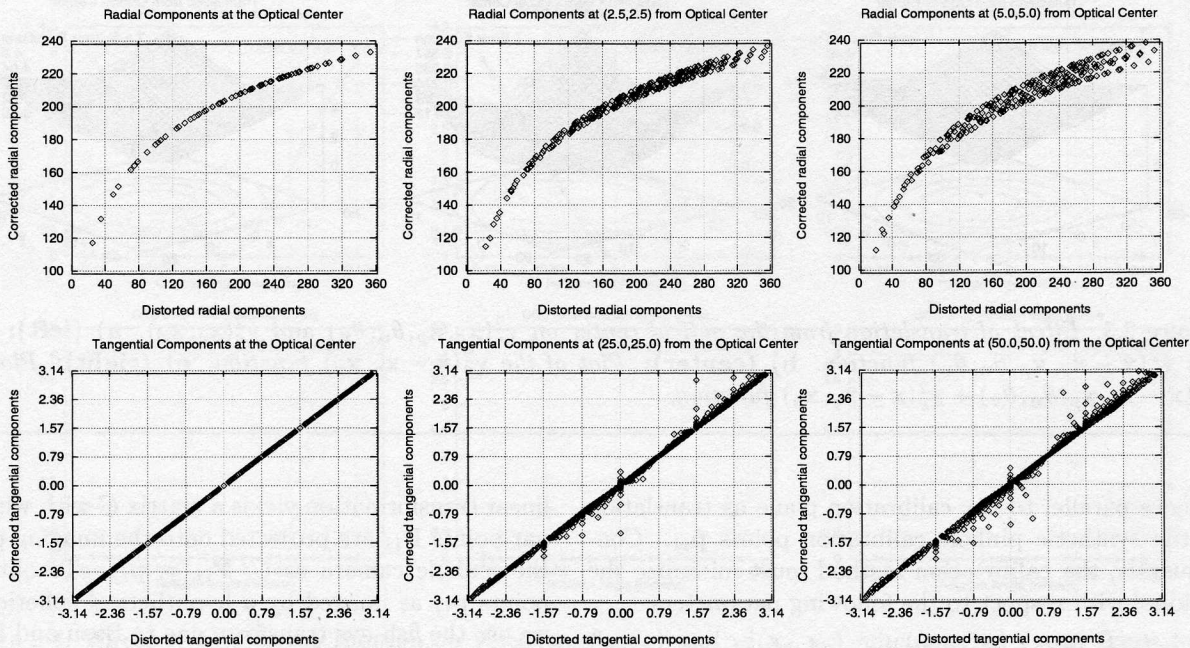 Radial Components at the Optical Center
240
220
200
180
160
140
120
100
Corrected radial components
0 40 80 120 160 200 240 280 320 360
Distorted radial components
Radial Components at (2.5,2.5) from Optical Center
240
220
200
180
160
140
120
100
Corrected radial components
0 40 80 120 160 200 240 280 320 360
Distorted radial components
Radial Components at (5.0,5.0) from Optical Center
240
220
200
180
160
140
120
100
Corrected radial components
0 40 80 120 160 200 240 280 320 360
Distorted radial components
Tangential Components at the Optical Center
3.14
2.36
1.57
0.79
0.00
-0.79
-1.57
-2.36
-3.14
Corrected tangential components
-3.14 -2.36 -1.57 -0.79 0.00 0.79 1.57 2.36 3.14
Distorted tangential components
Tangential Components at (25.0,25.0) from the Optical Center
3.14
2.36
1.57
0.79
0.00
-0.79
-1.57
-2.36
-3.14
Corrected tangential components
-3.14 -2.36 -1.57 -0.79 0.00 0.79 1.57 2.36 3.14
Distorted tangential components
Tangential Components at (50.0,50.0) from the Optical Center
3.14
2.36
1.57
0.79
0.00
-0.79
-1.57
-2.36
-3.14
Corrected tangential components
-3.14 -2.36 -1.57 -0.79 0.00 0.79 1.57 2.36 3.14
Distorted tangential components